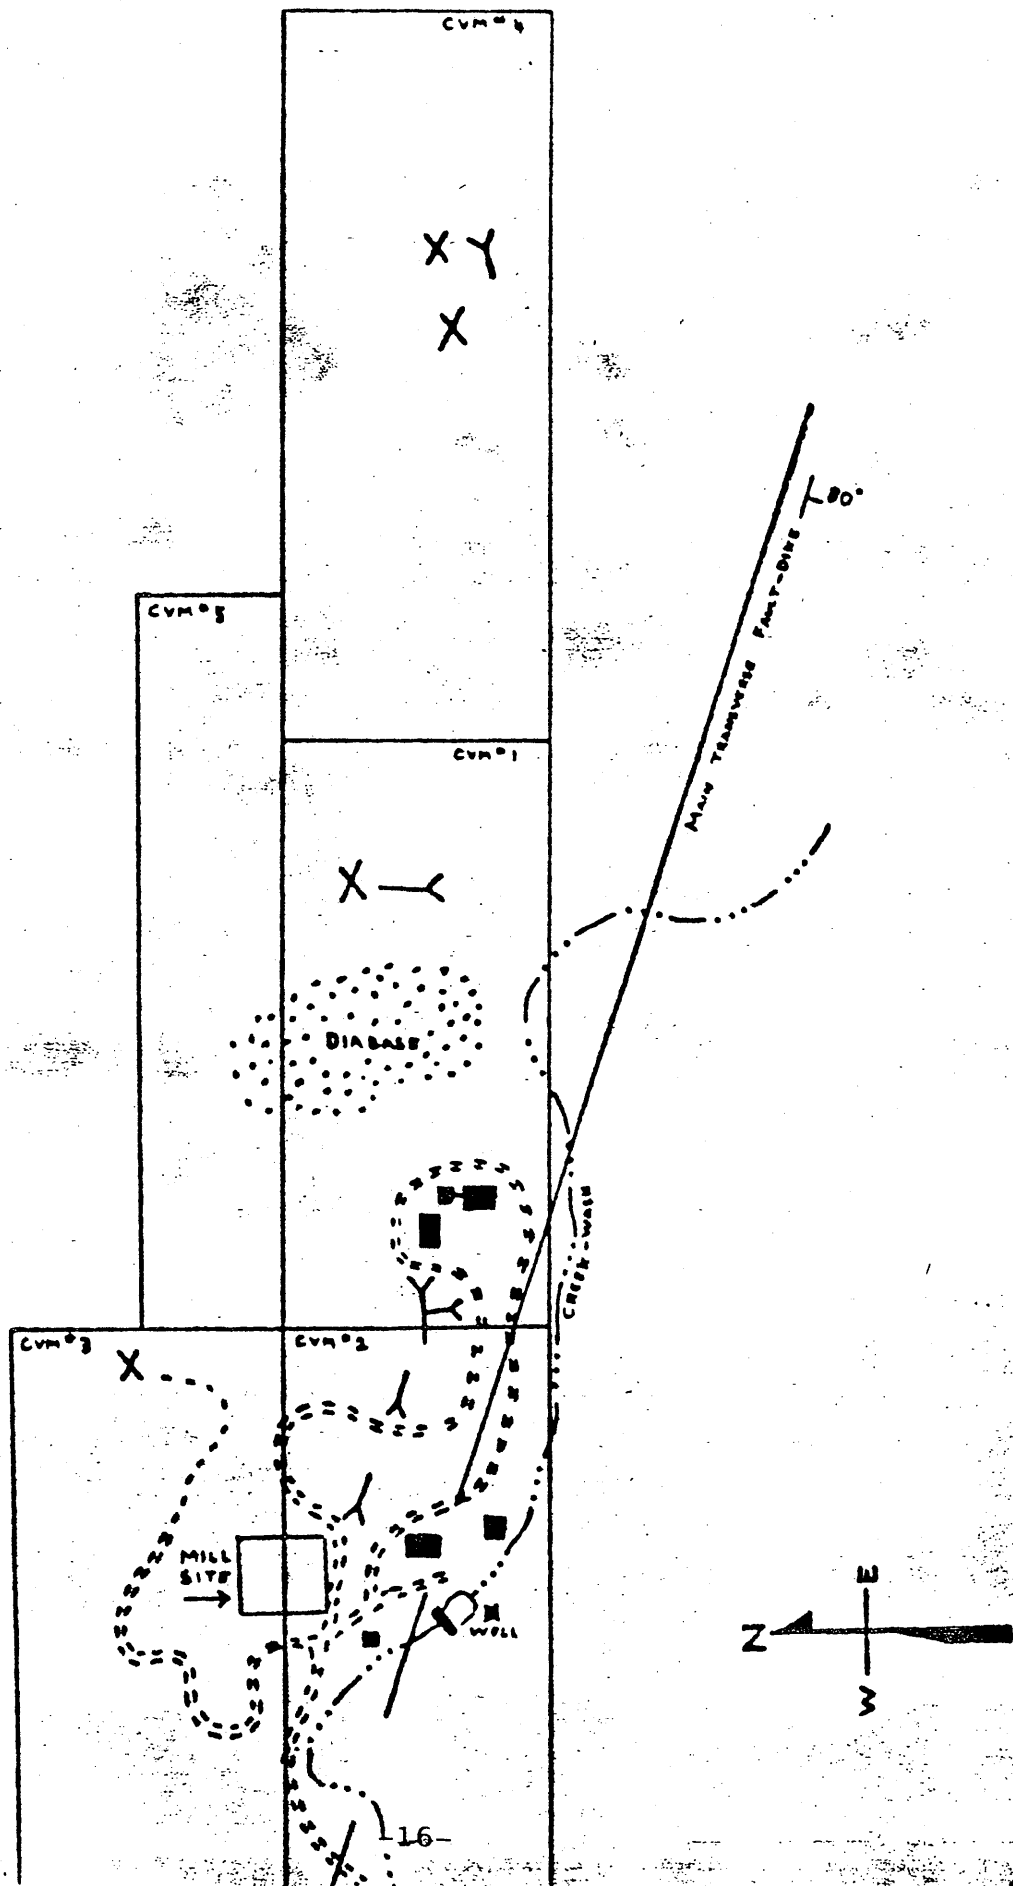 CVM#4
80°
MAIN TRANSVERSE FAULT-DIKE
CVM#5
CVM#1
DIABASE
CREEK-WASH
CVM#3
CVM#2
MILL
SITE
WELL
E
N
W
-16-